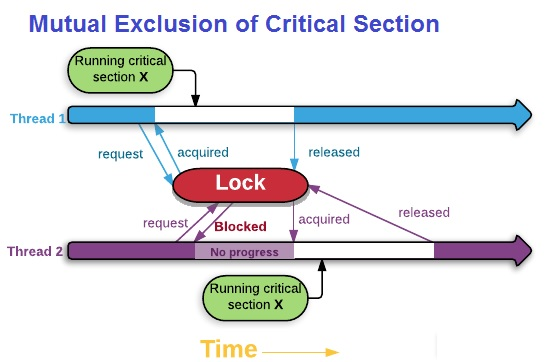 Mutual Exclusion of Critical Section
Running critical
section X
Thread 1
request
acquired
released
Lock
request
Blocked
acquired
released
Thread 2
No progress
Running critical
section X
Time